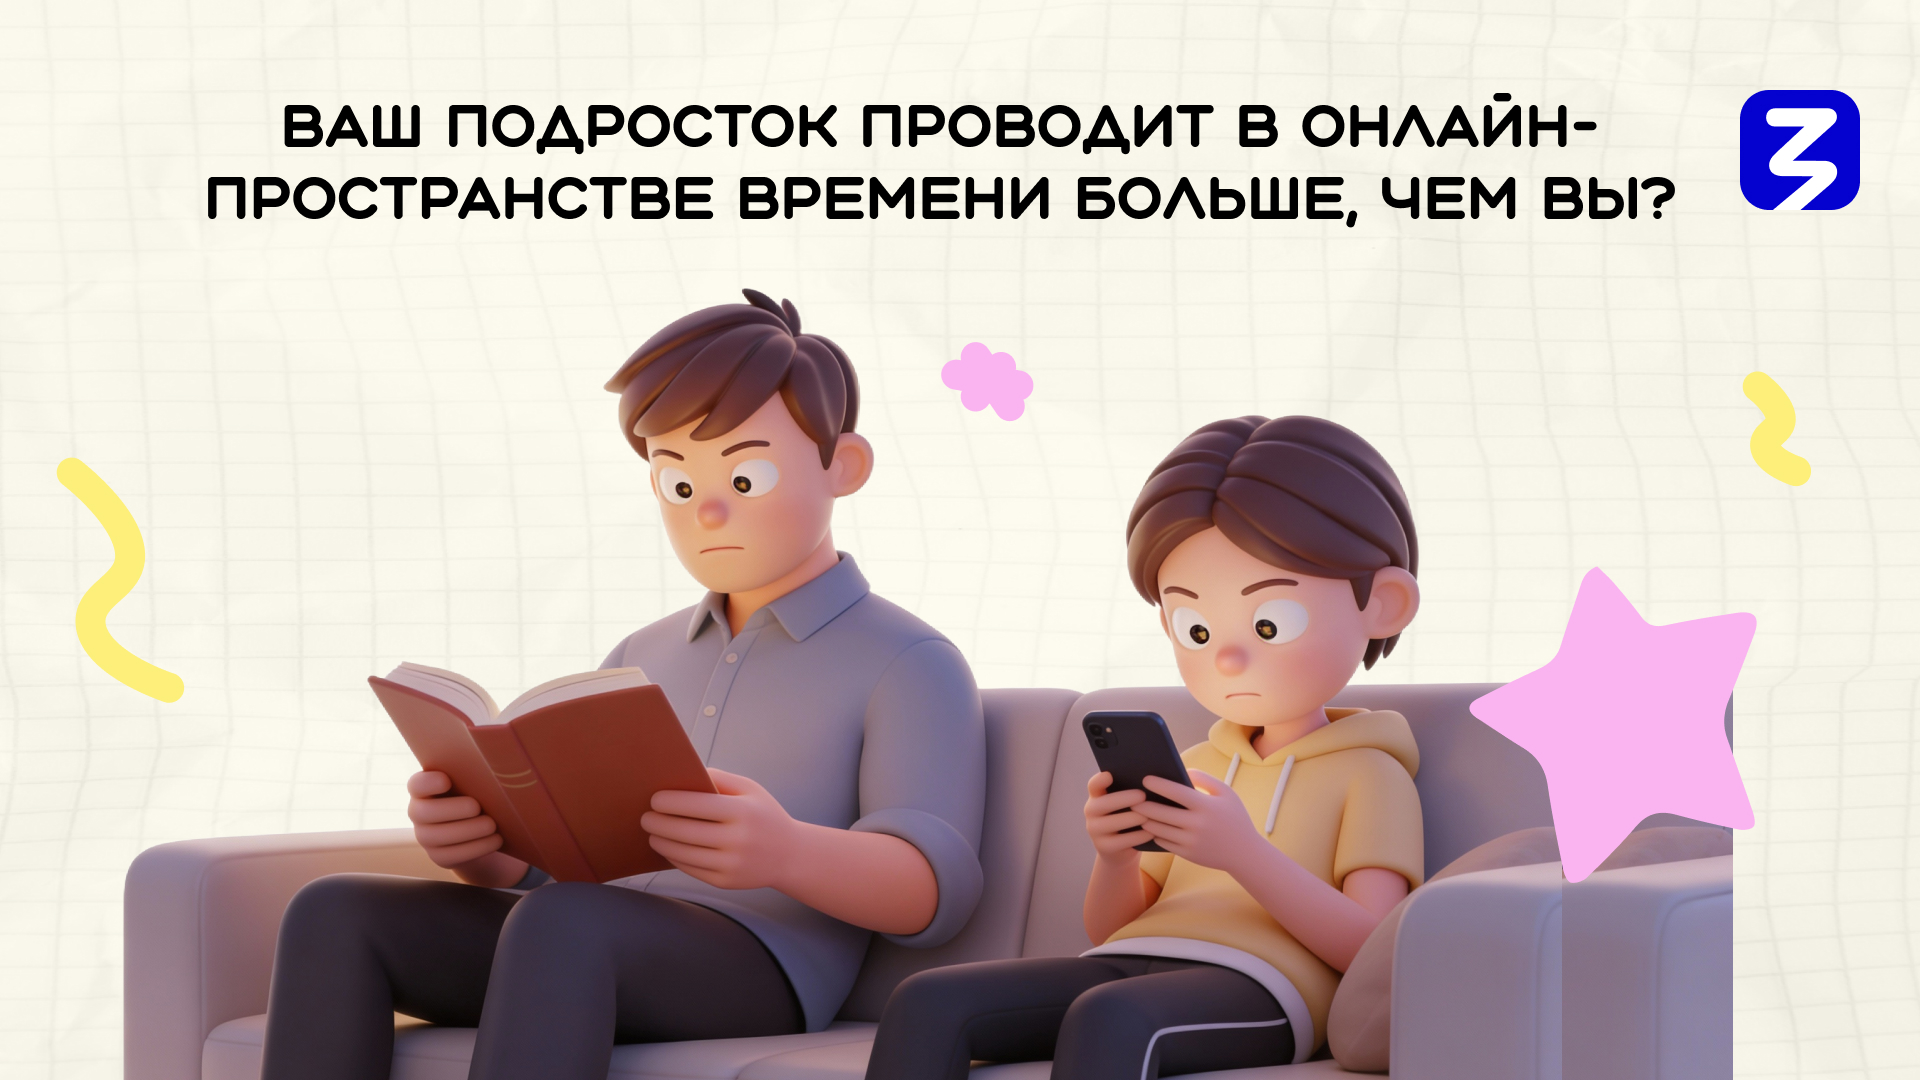 ВАШ ПОДРОСТОК ПРОВОДИТ В ОНЛАЙН-
ПРОСТРАНСТВЕ ВРЕМЕНИ БОЛЬШЕ, ЧЕМ ВЫ?